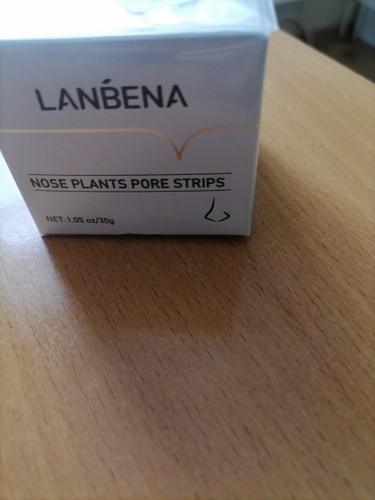 LANBENA
NOSE PLANTS PORE STRIPS
NET:1.05 oz/30g